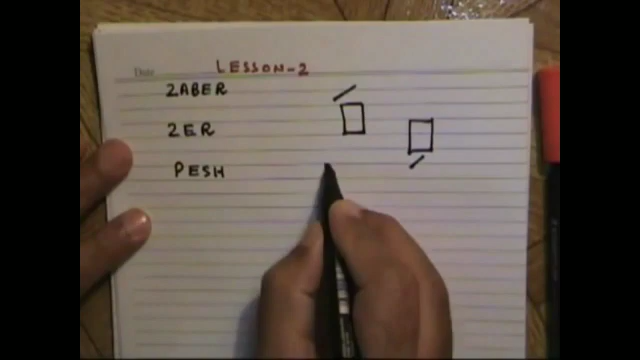 Date
LESSON-2
ZABER
ZER
PESH